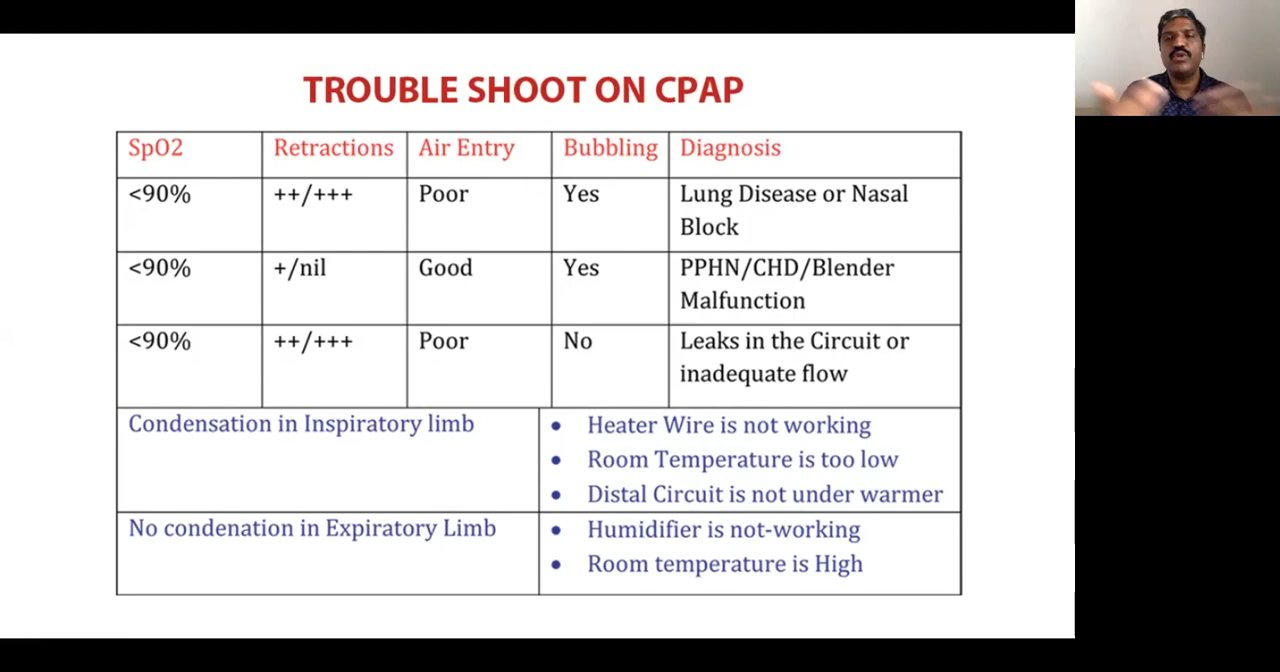 TROUBLE SHOOT ON CPAP
SpO2 Retractions Air Entry Bubbling Diagnosis
<90% ++/+++ Poor Yes Lung Disease or Nasal
Block
<90% +/nil Good Yes PPHN/CHD/Blender
Malfunction
<90% ++/+++ Poor No Leaks in the Circuit or
inadequate flow
Condensation in Inspiratory limb • Heater Wire is not working
• Room Temperature is too low
• Distal Circuit is not under warmer
No condenation in Expiratory Limb • Humidifier is not-working
• Room temperature is High